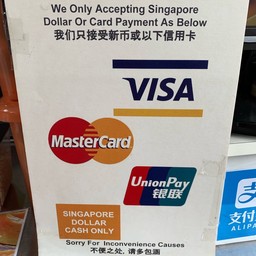 We Only Accepting Singapore
Dollar Or Card Payment As Below
我们只接受新币或以下信用卡
VISA
MasterCard
UnionPay
银联
SINGAPORE
DOLLAR
CASH ONLY
Sorry For Inconvenience Causes
不便之处, 请多包涵
支付
ALIPA